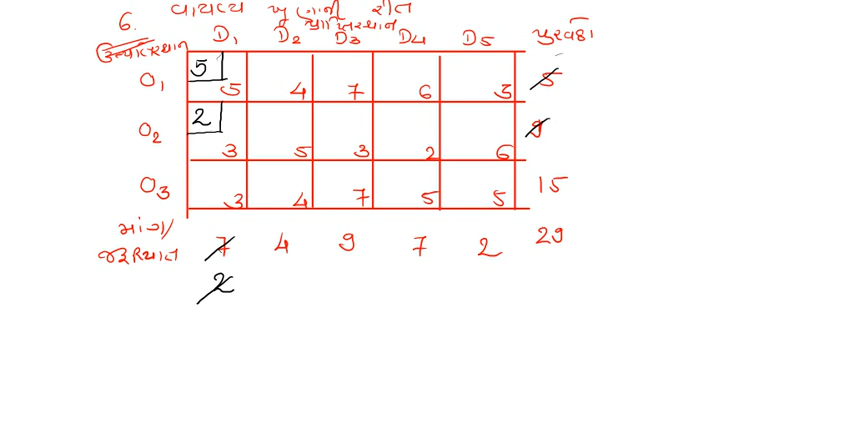 6. વાયવ્ય ખૂણાની રીત
પ્રાપ્તિસ્થાન
ઉત્પત્તિસ્થાન D1 D2 D3 D4 D5 પુરવઠો
O1 5 5 4 7 6 3 5
O2 2 3 5 3 2 6 9
O3 3 4 7 5 5 15
માંગ/
જરૂરિયાત 7 4 9 7 2 29
2